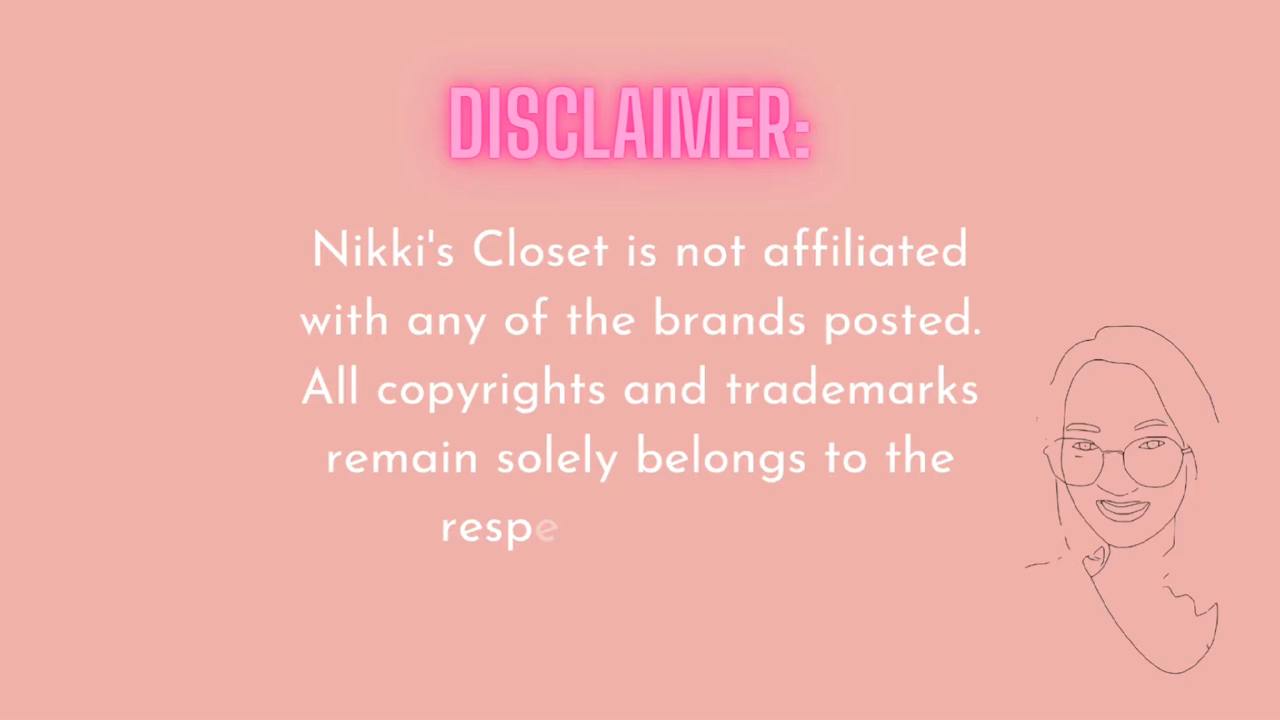 DISCLAIMER:
Nikki's Closet is not affiliated
with any of the brands posted.
All copyrights and trademarks
remain solely belongs to the
respe